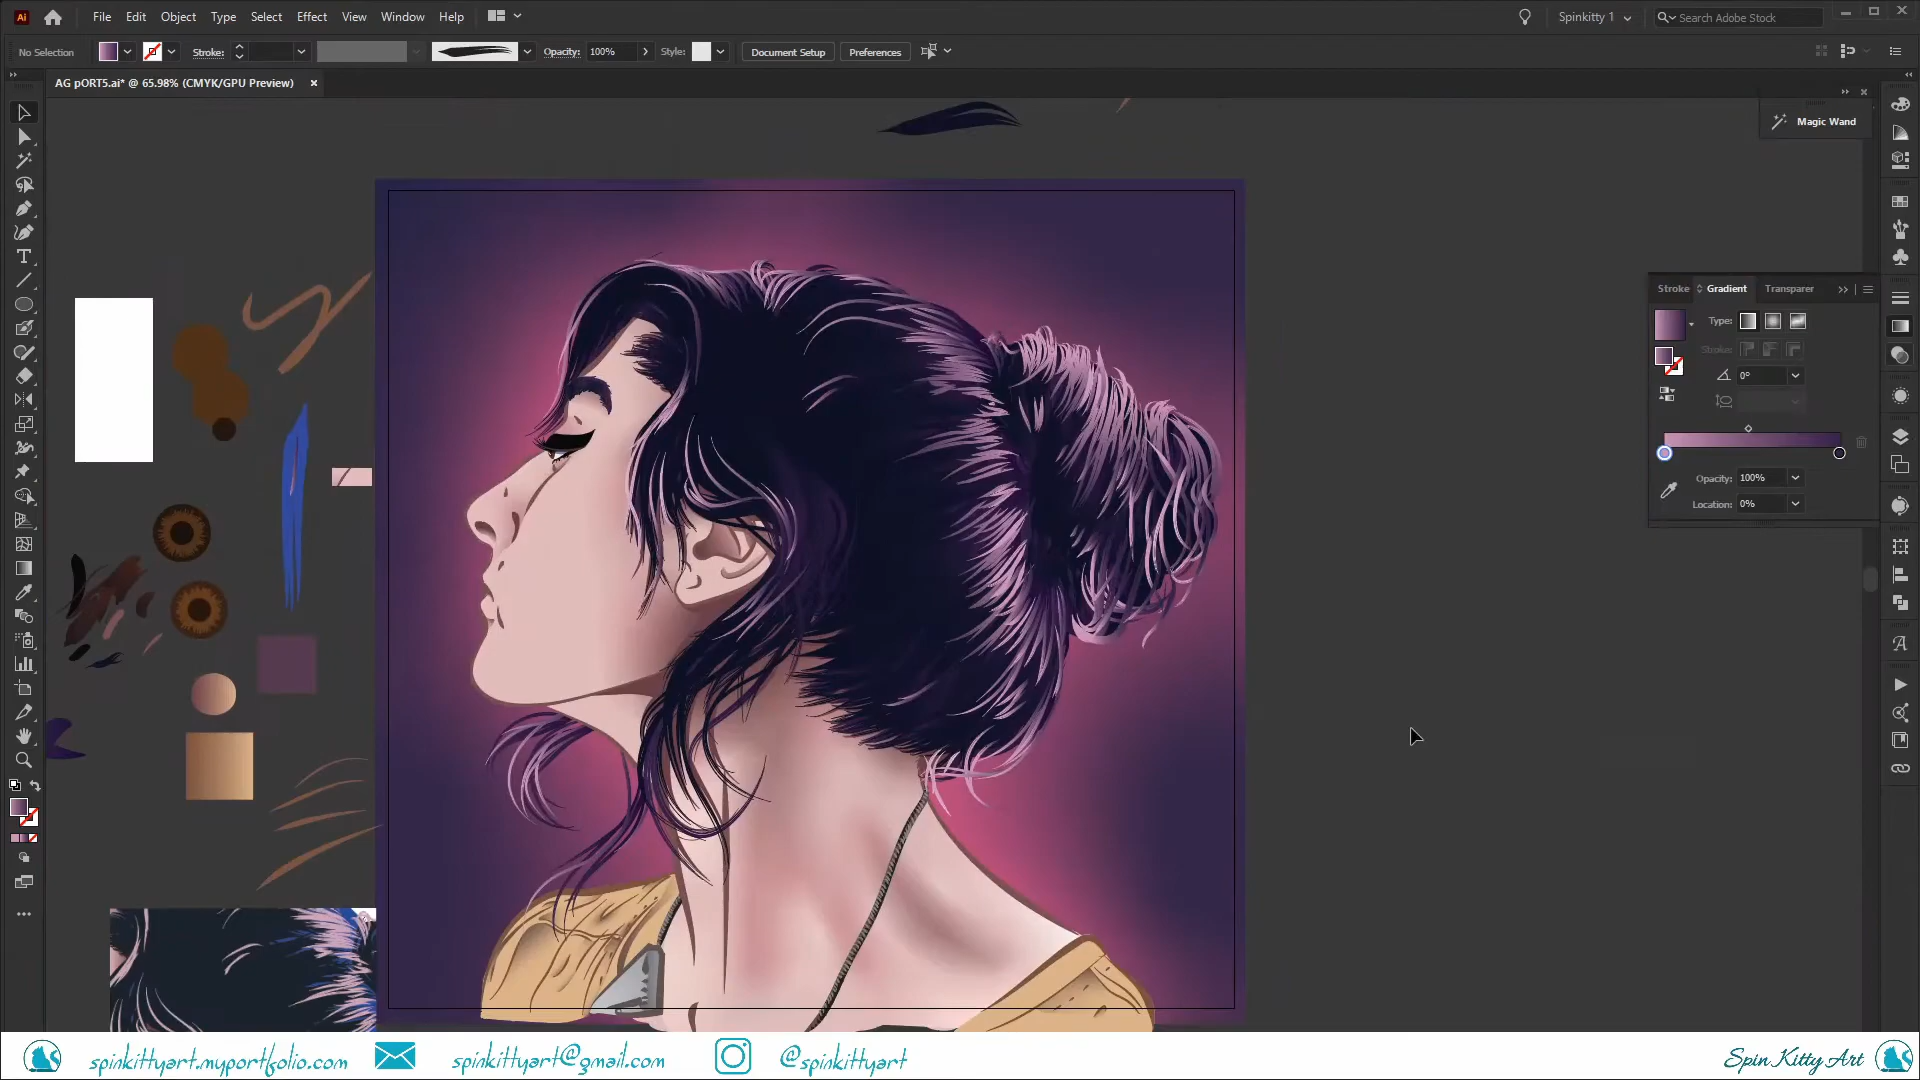 Ai File Edit Object Type Select Effect View Window Help Spinkitty 1 Search Adobe Stock
No Selection Stroke: Opacity: 100% Style: Document Setup Preferences
AG pORT5.ai* @ 65.98% (CMYK/GPU Preview)
Magic Wand
Stroke Gradient Transparer
Type:
Stroke:
0°
Opacity: 100%
Location: 0%
spinkittyart.myportfolio.com spinkittyart@gmail.com @spinkittyart Spin Kitty Art